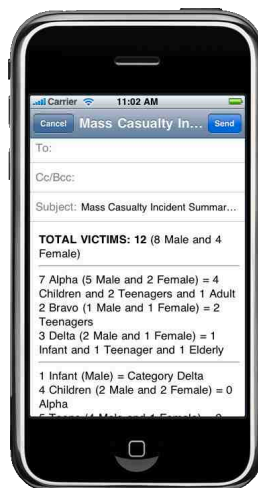 Carrier 11:02 AM
Cancel Mass Casualty In... Send
To:
Cc/Bcc:
Subject: Mass Casualty Incident Summar...
TOTAL VICTIMS: 12 (8 Male and 4
Female)
7 Alpha (5 Male and 2 Female) = 4
Children and 2 Teenagers and 1 Adult
2 Bravo (1 Male and 1 Female) = 2
Teenagers
3 Delta (2 Male and 1 Female) = 1
Infant and 1 Teenager and 1 Elderly
1 Infant (Male) = Category Delta
4 Children (2 Male and 2 Female) = 0
Alpha